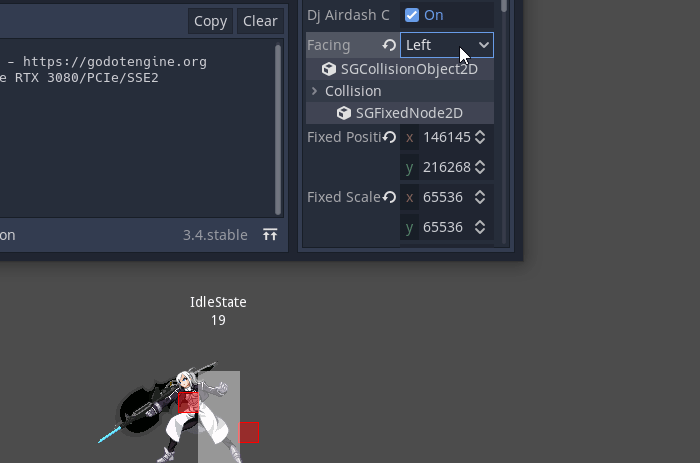 Dj Airdash C On
Copy Clear
Facing Left
– https://godotengine.org
SGCollisionObject2D
e RTX 3080/PCIe/SSE2
Collision
SGFixedNode2D
Fixed Positi x 146145
y 216268
Fixed Scale x 65536
y 65536
on 3.4.stable
IdleState
19